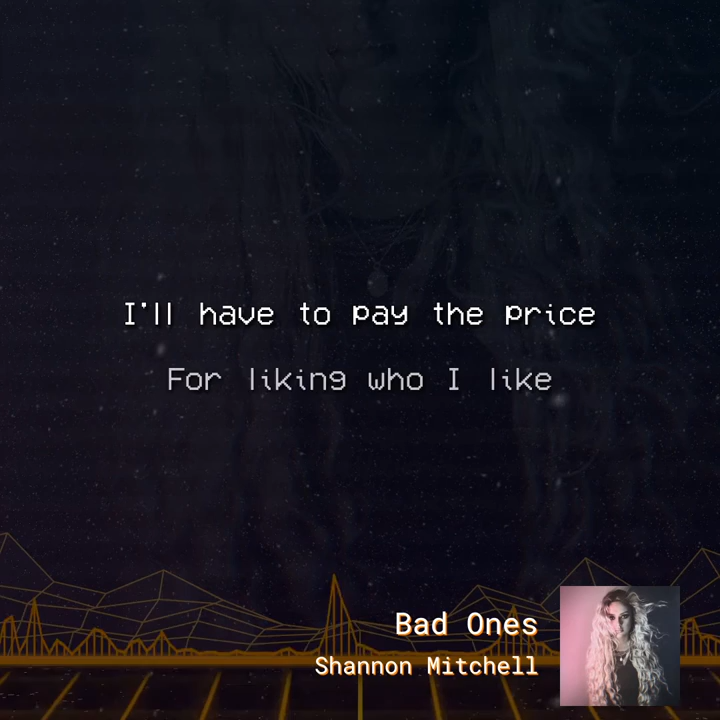 I'll have to pay the price
For liking who I like
Bad Ones
Shannon Mitchell